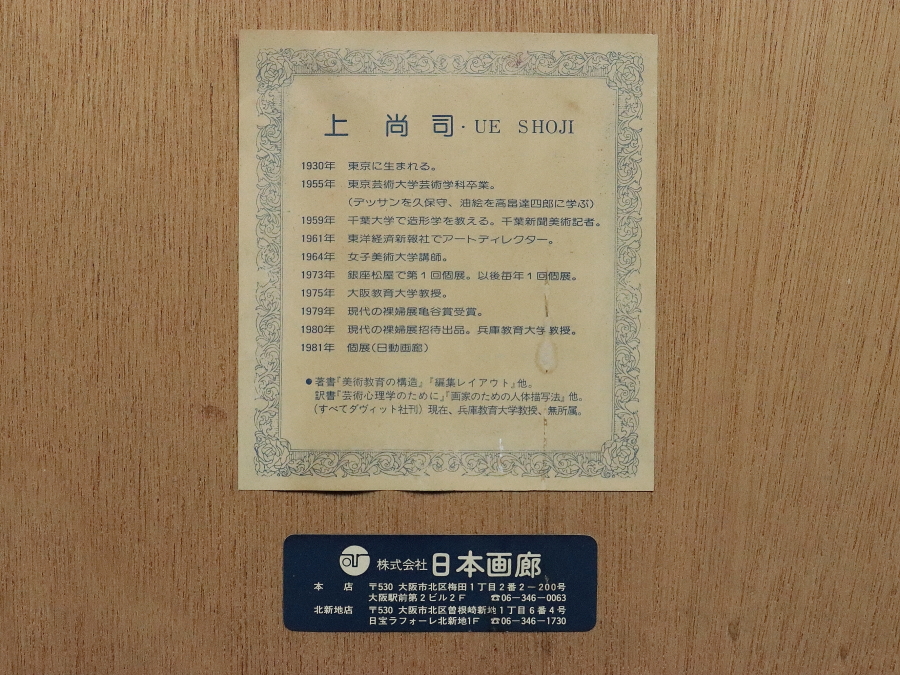 上 尚 司・UE SHOJI
1930年 東京に生まれる。
1955年 東京芸術大学芸術学科卒業。
(デッサンを久保守、油絵を高畠達四郎に学ぶ)
1959年 千葉大学で造形学を教える。千葉新聞美術記者。
1961年 東洋経済新報社でアートディレクター。
1964年 女子美術大学講師。
1973年 銀座松屋で第1回個展。以後毎年1回個展。
1975年 大阪教育大学教授。
1979年 現代の裸婦展亀谷賞受賞。
1980年 現代の裸婦展招待出品。兵庫教育大学教授。
1981年 個展(日動画廊)
●著書『美術教育の構造』『編集レイアウト』他。
訳書『芸術心理学のために』『画家のための人体描写法』他。
(すべてダヴィット社刊) 現在、兵庫教育大学教授、無所属。
株式会社 日本画廊
本 店 〒530 大阪市北区梅田1丁目2番2−200号
大阪駅前第2ビル2F ☎06−346−0063
北新地店 〒530 大阪市北区曽根崎新地1丁目6番4号
日宝ラフォーレ北新地1F ☎06−346−1730